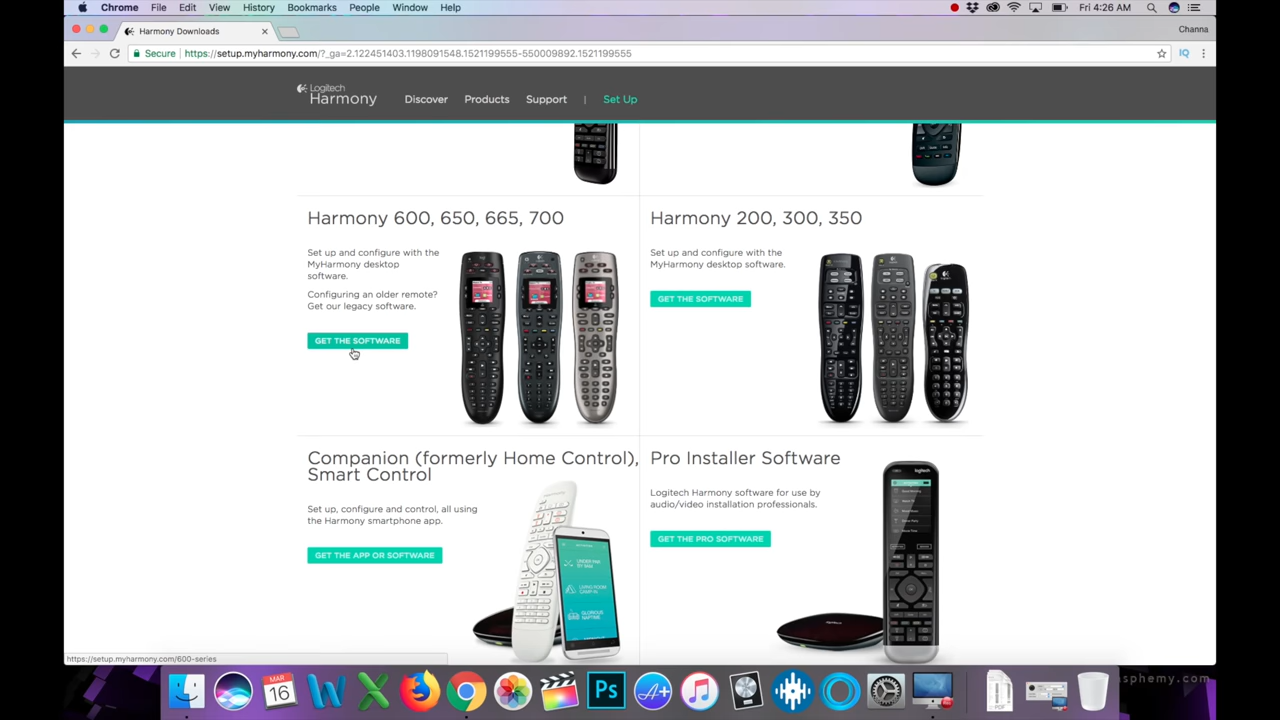 Chrome File Edit View History Bookmarks People Window Help
Fri 4:26 AM
Harmony Downloads
Channa
Secure https://setup.myharmony.com/?_ga=2.122451403.1198091548.1521199555-550009892.1521199555
IQ
Logitech
Harmony
Discover Products Support | Set Up
Harmony 600, 650, 665, 700
Set up and configure with the
MyHarmony desktop
software.
Configuring an older remote?
Get our legacy software.
GET THE SOFTWARE
Harmony 200, 300, 350
Set up and configure with the
MyHarmony desktop software.
GET THE SOFTWARE
Companion (formerly Home Control),
Smart Control
Set up, configure and control, all using
the Harmony smartphone app.
GET THE APP OR SOFTWARE
Pro Installer Software
Logitech Harmony software for use by
audio/video installation professionals.
GET THE PRO SOFTWARE
logitech
https://setup.myharmony.com/600-series
MAR
16
Ps
PDF
asphemy.com